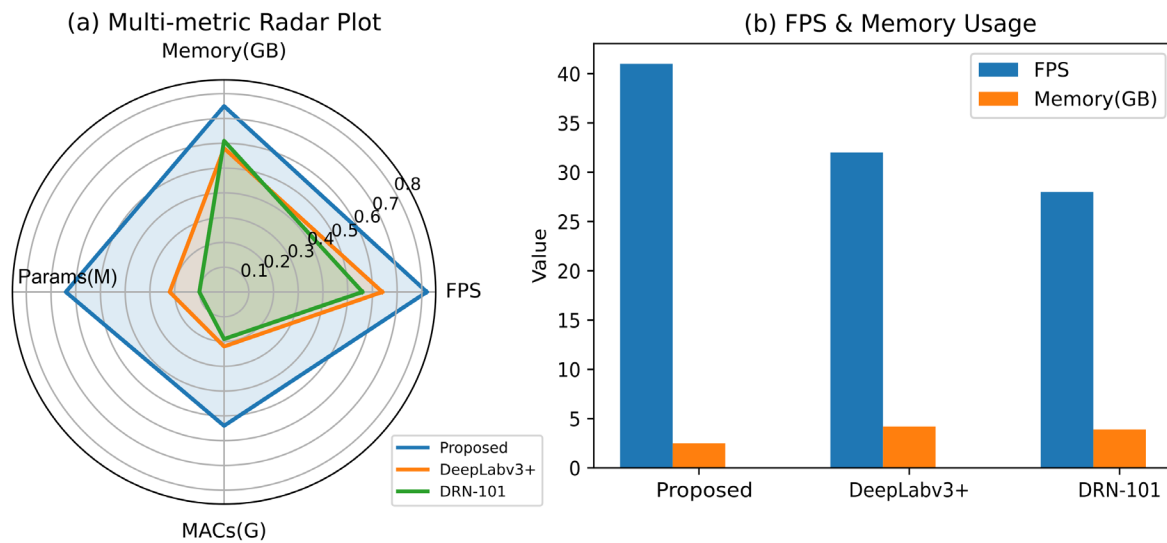 (a) Multi-metric Radar Plot
Memory(GB)
0.8
0.7
0.6
0.5
0.4
0.3
0.2
0.1
Params(M)
FPS
MACs(G)
Proposed
DeepLabv3+
DRN-101
(b) FPS & Memory Usage
FPS
Memory(GB)
Value
40
35
30
25
20
15
10
5
0
Proposed
DeepLabv3+
DRN-101